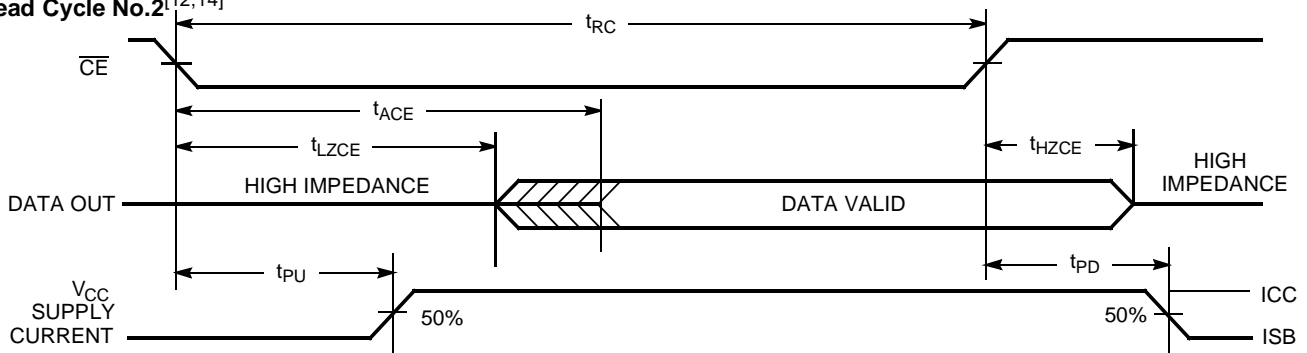 ead Cycle No.2[12,14]
tRC
CE
tACE
tLZCE
tHZCE
HIGH IMPEDANCE
HIGH IMPEDANCE
DATA OUT
DATA VALID
tPU
tPD
VCC SUPPLY CURRENT
50%
50%
ICC
ISB